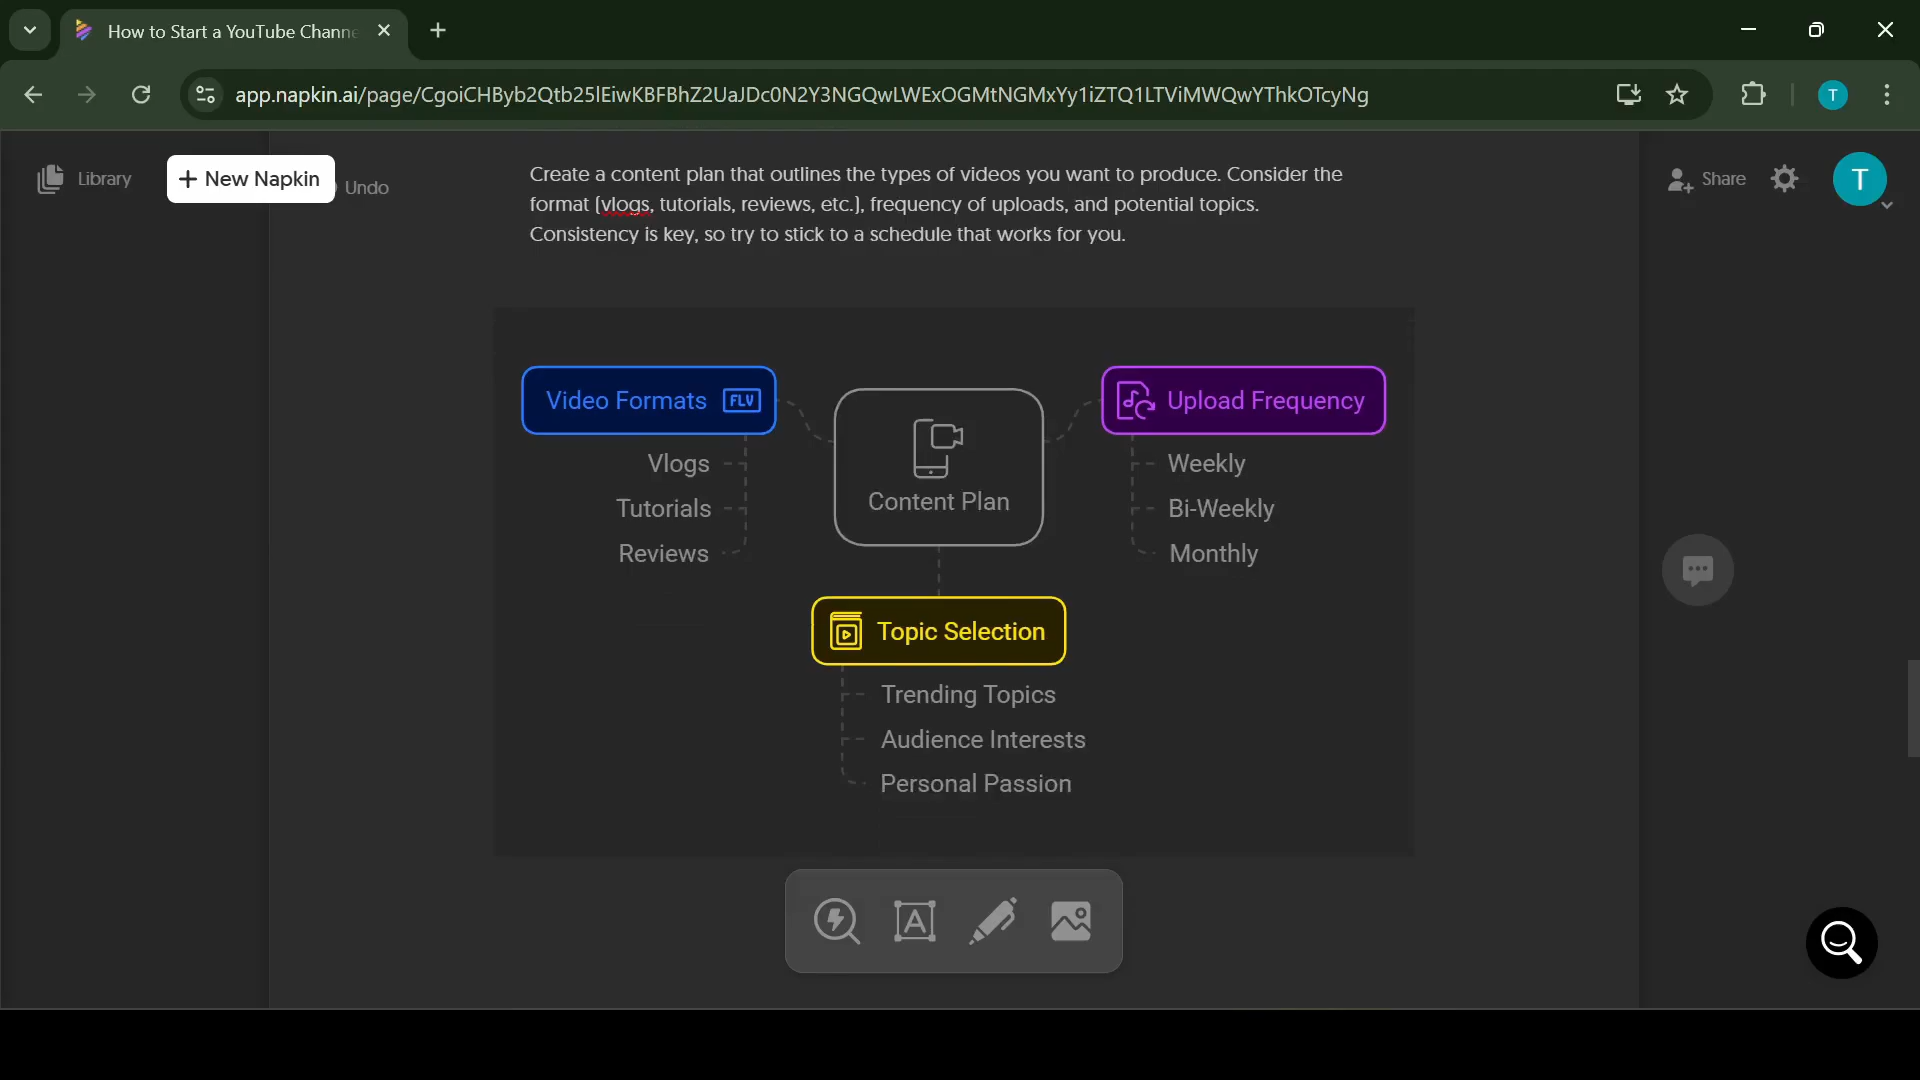 How to Start a YouTube Channe
app.napkin.ai/page/CgoiCHByb2Qtb25lEiwKBFBhZ2UaJDc0N2Y3NGQwLWExOGMtNGMxYy1iZTQ1LTViMWQwYThkOTcyNg
T
Library
+ New Napkin
Undo
Share
T
Create a content plan that outlines the types of videos you want to produce. Consider the
format (vlogs, tutorials, reviews, etc.), frequency of uploads, and potential topics.
Consistency is key, so try to stick to a schedule that works for you.
Video Formats FLV
Vlogs
Tutorials
Reviews
Content Plan
Upload Frequency
Weekly
Bi-Weekly
Monthly
Topic Selection
Trending Topics
Audience Interests
Personal Passion
A